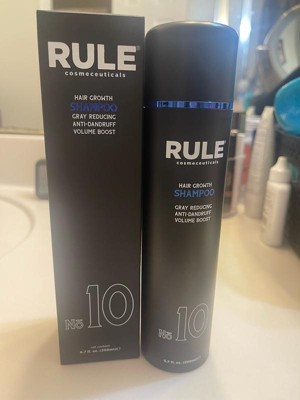 RULE
cosmeceuticals
HAIR GROWTH
SHAMPOO
GRAY REDUCING
ANTI-DANDRUFF
VOLUME BOOST
No 10
RULE
cosmeceuticals
HAIR GROWTH
SHAMPOO
GRAY REDUCING
ANTI-DANDRUFF
VOLUME BOOST
No 10